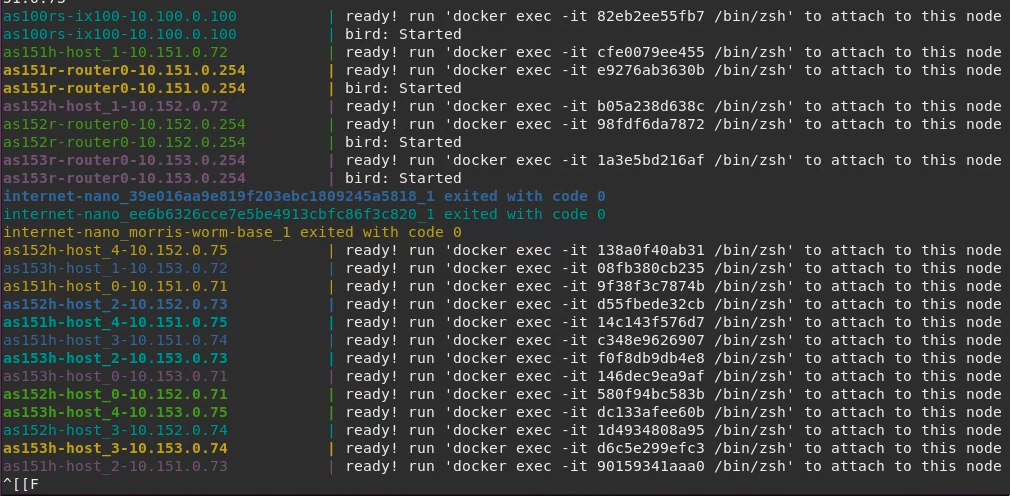 as100rs-ix100-10.100.0.100 | ready! run 'docker exec -it 82eb2ee55fb7 /bin/zsh' to attach to this node
as100rs-ix100-10.100.0.100 | bird: Started
as151h-host_1-10.151.0.72 | ready! run 'docker exec -it cfe0079ee455 /bin/zsh' to attach to this node
as151r-router0-10.151.0.254 | ready! run 'docker exec -it e9276ab3630b /bin/zsh' to attach to this node
as151r-router0-10.151.0.254 | bird: Started
as152h-host_1-10.152.0.72 | ready! run 'docker exec -it b05a238d638c /bin/zsh' to attach to this node
as152r-router0-10.152.0.254 | ready! run 'docker exec -it 98fdf6da7872 /bin/zsh' to attach to this node
as152r-router0-10.152.0.254 | bird: Started
as153r-router0-10.153.0.254 | ready! run 'docker exec -it 1a3e5bd216af /bin/zsh' to attach to this node
as153r-router0-10.153.0.254 | bird: Started
internet-nano_39e016aa9e819f203ebc1809245a5818_1 exited with code 0
internet-nano_ee6b6326cce7e5be4913cbfc86f3c820_1 exited with code 0
internet-nano_morris-worm-base_1 exited with code 0
as152h-host_4-10.152.0.75 | ready! run 'docker exec -it 138a0f40ab31 /bin/zsh' to attach to this node
as153h-host_1-10.153.0.72 | ready! run 'docker exec -it 08fb380cb235 /bin/zsh' to attach to this node
as151h-host_0-10.151.0.71 | ready! run 'docker exec -it 9f38f3c7874b /bin/zsh' to attach to this node
as152h-host_2-10.152.0.73 | ready! run 'docker exec -it d55fbede32cb /bin/zsh' to attach to this node
as151h-host_4-10.151.0.75 | ready! run 'docker exec -it 14c143f576d7 /bin/zsh' to attach to this node
as151h-host_3-10.151.0.74 | ready! run 'docker exec -it c348e9626907 /bin/zsh' to attach to this node
as153h-host_2-10.153.0.73 | ready! run 'docker exec -it f0f8db9db4e8 /bin/zsh' to attach to this node
as153h-host_0-10.153.0.71 | ready! run 'docker exec -it 146dec9ea9af /bin/zsh' to attach to this node
as152h-host_0-10.152.0.71 | ready! run 'docker exec -it 580f94bc583b /bin/zsh' to attach to this node
as153h-host_4-10.153.0.75 | ready! run 'docker exec -it dc133afee60b /bin/zsh' to attach to this node
as152h-host_3-10.152.0.74 | ready! run 'docker exec -it 1d4934808a95 /bin/zsh' to attach to this node
as153h-host_3-10.153.0.74 | ready! run 'docker exec -it d6c5e299efc3 /bin/zsh' to attach to this node
as151h-host_2-10.151.0.73 | ready! run 'docker exec -it 90159341aaa0 /bin/zsh' to attach to this node
^[[F